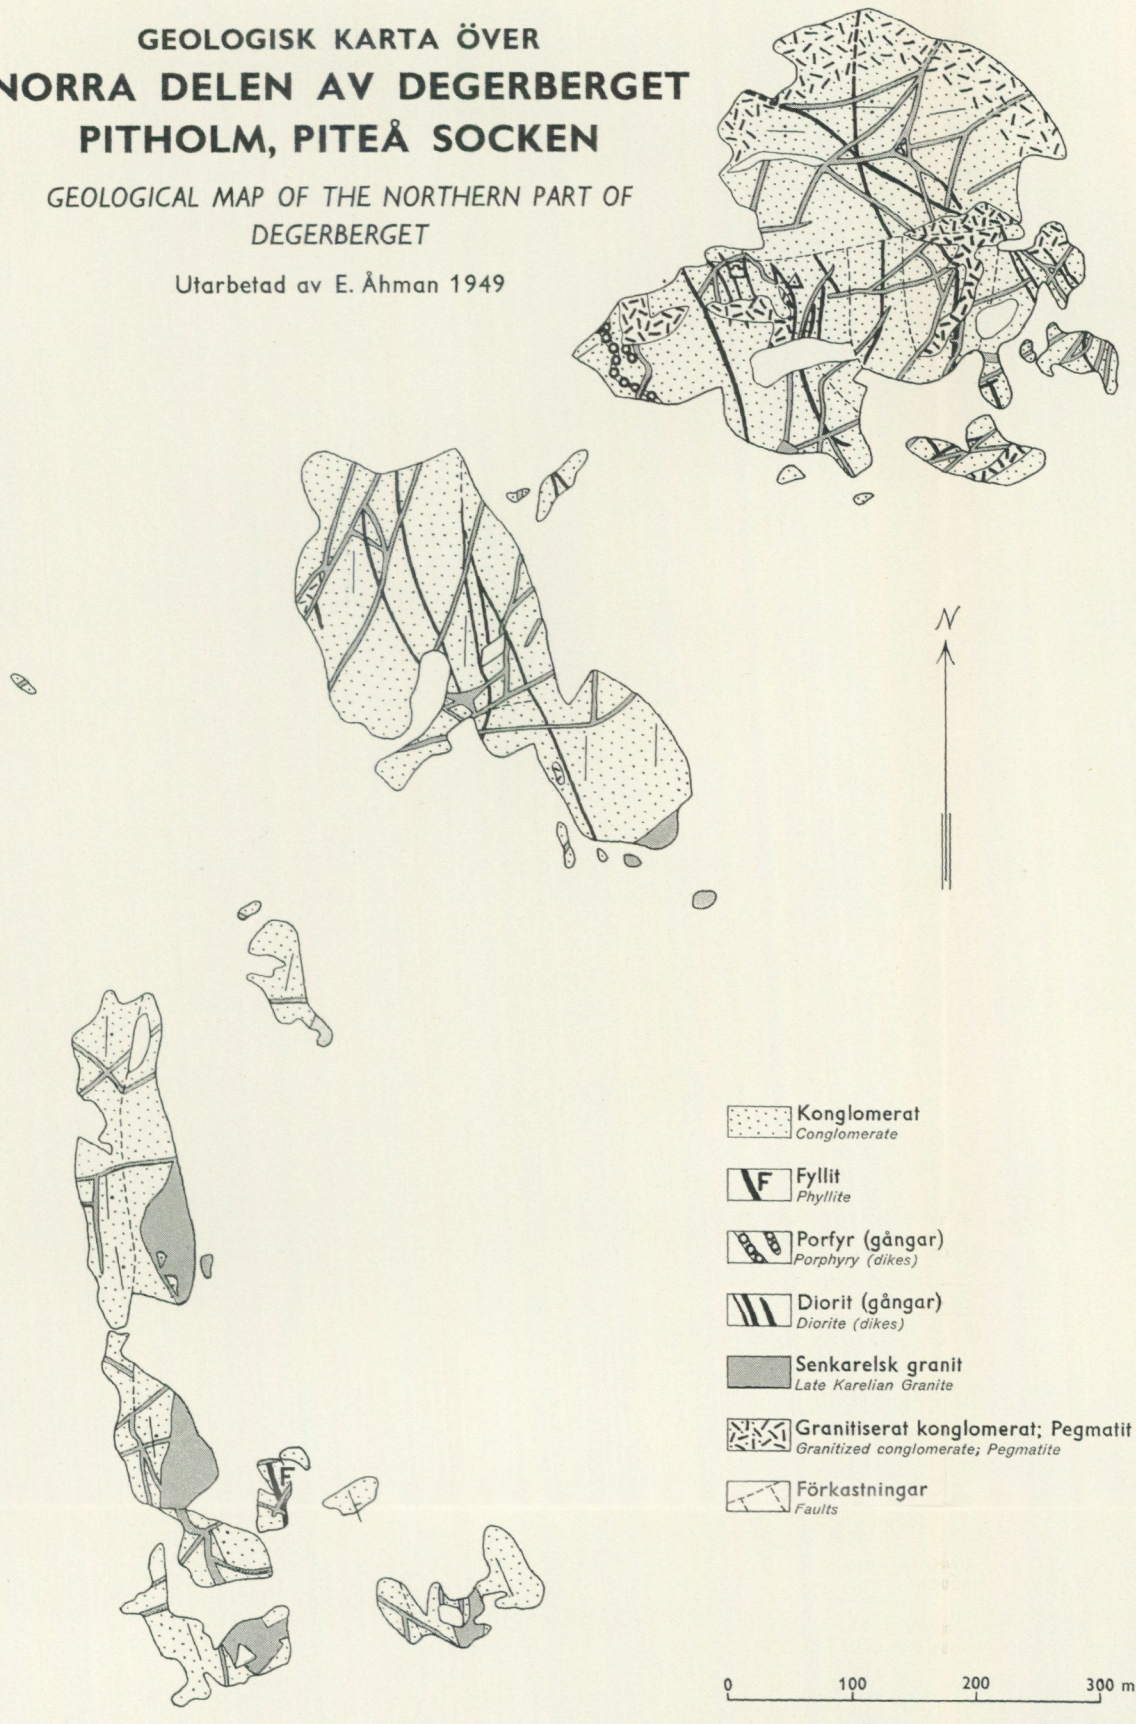 GEOLOGISK KARTA ÖVER
NORRA DELEN AV DEGERBERGET
PITHOLM, PITEÅ SOCKEN
GEOLOGICAL MAP OF THE NORTHERN PART OF
DEGERBERGET
Utarbetad av E. Åhman 1949
N
F
Konglomerat
Conglomerate
F
Fyllit
Phyllite
Porfyr (gångar)
Porphyry (dikes)
Diorit (gångar)
Diorite (dikes)
Senkarelsk granit
Late Karelian Granite
Granitiserat konglomerat; Pegmatit
Granitized conglomerate; Pegmatite
Förkastningar
Faults
0 100 200 300 m